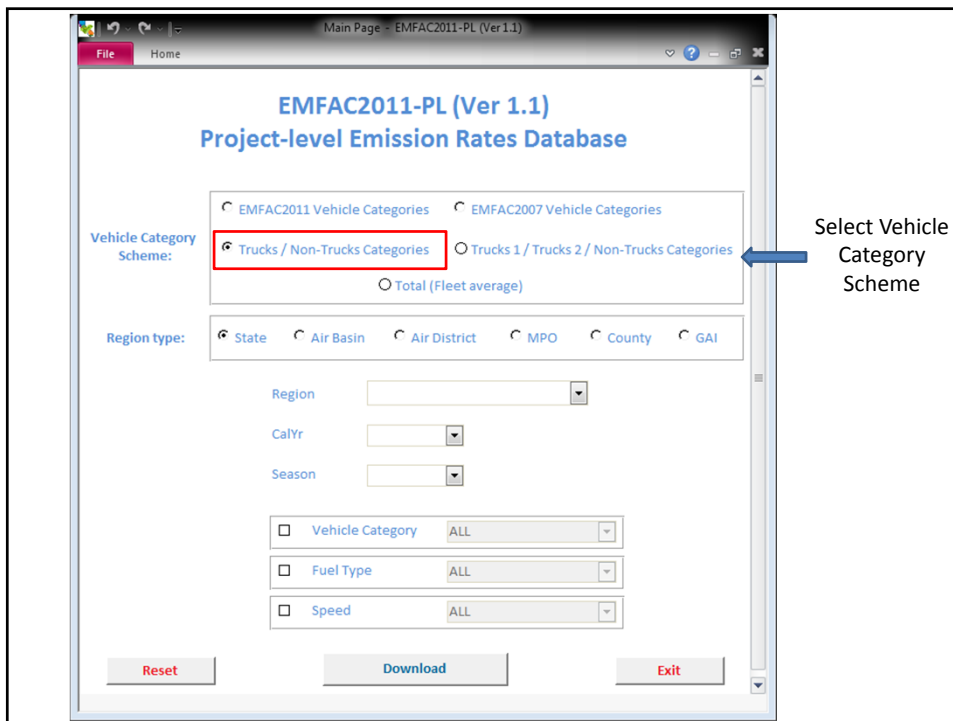 Main Page - EMFAC2011-PL (Ver 1.1)
File Home
EMFAC2011-PL (Ver 1.1)
Project-level Emission Rates Database
Vehicle Category
Scheme:
EMFAC2011 Vehicle Categories EMFAC2007 Vehicle Categories
Trucks / Non-Trucks Categories Trucks 1 / Trucks 2 / Non-Trucks Categories
Total (Fleet average)
Select Vehicle
Category
Scheme
Region type: State Air Basin Air District MPO County GAI
Region
CalYr
Season
Vehicle Category ALL
Fuel Type ALL
Speed ALL
Reset Download Exit